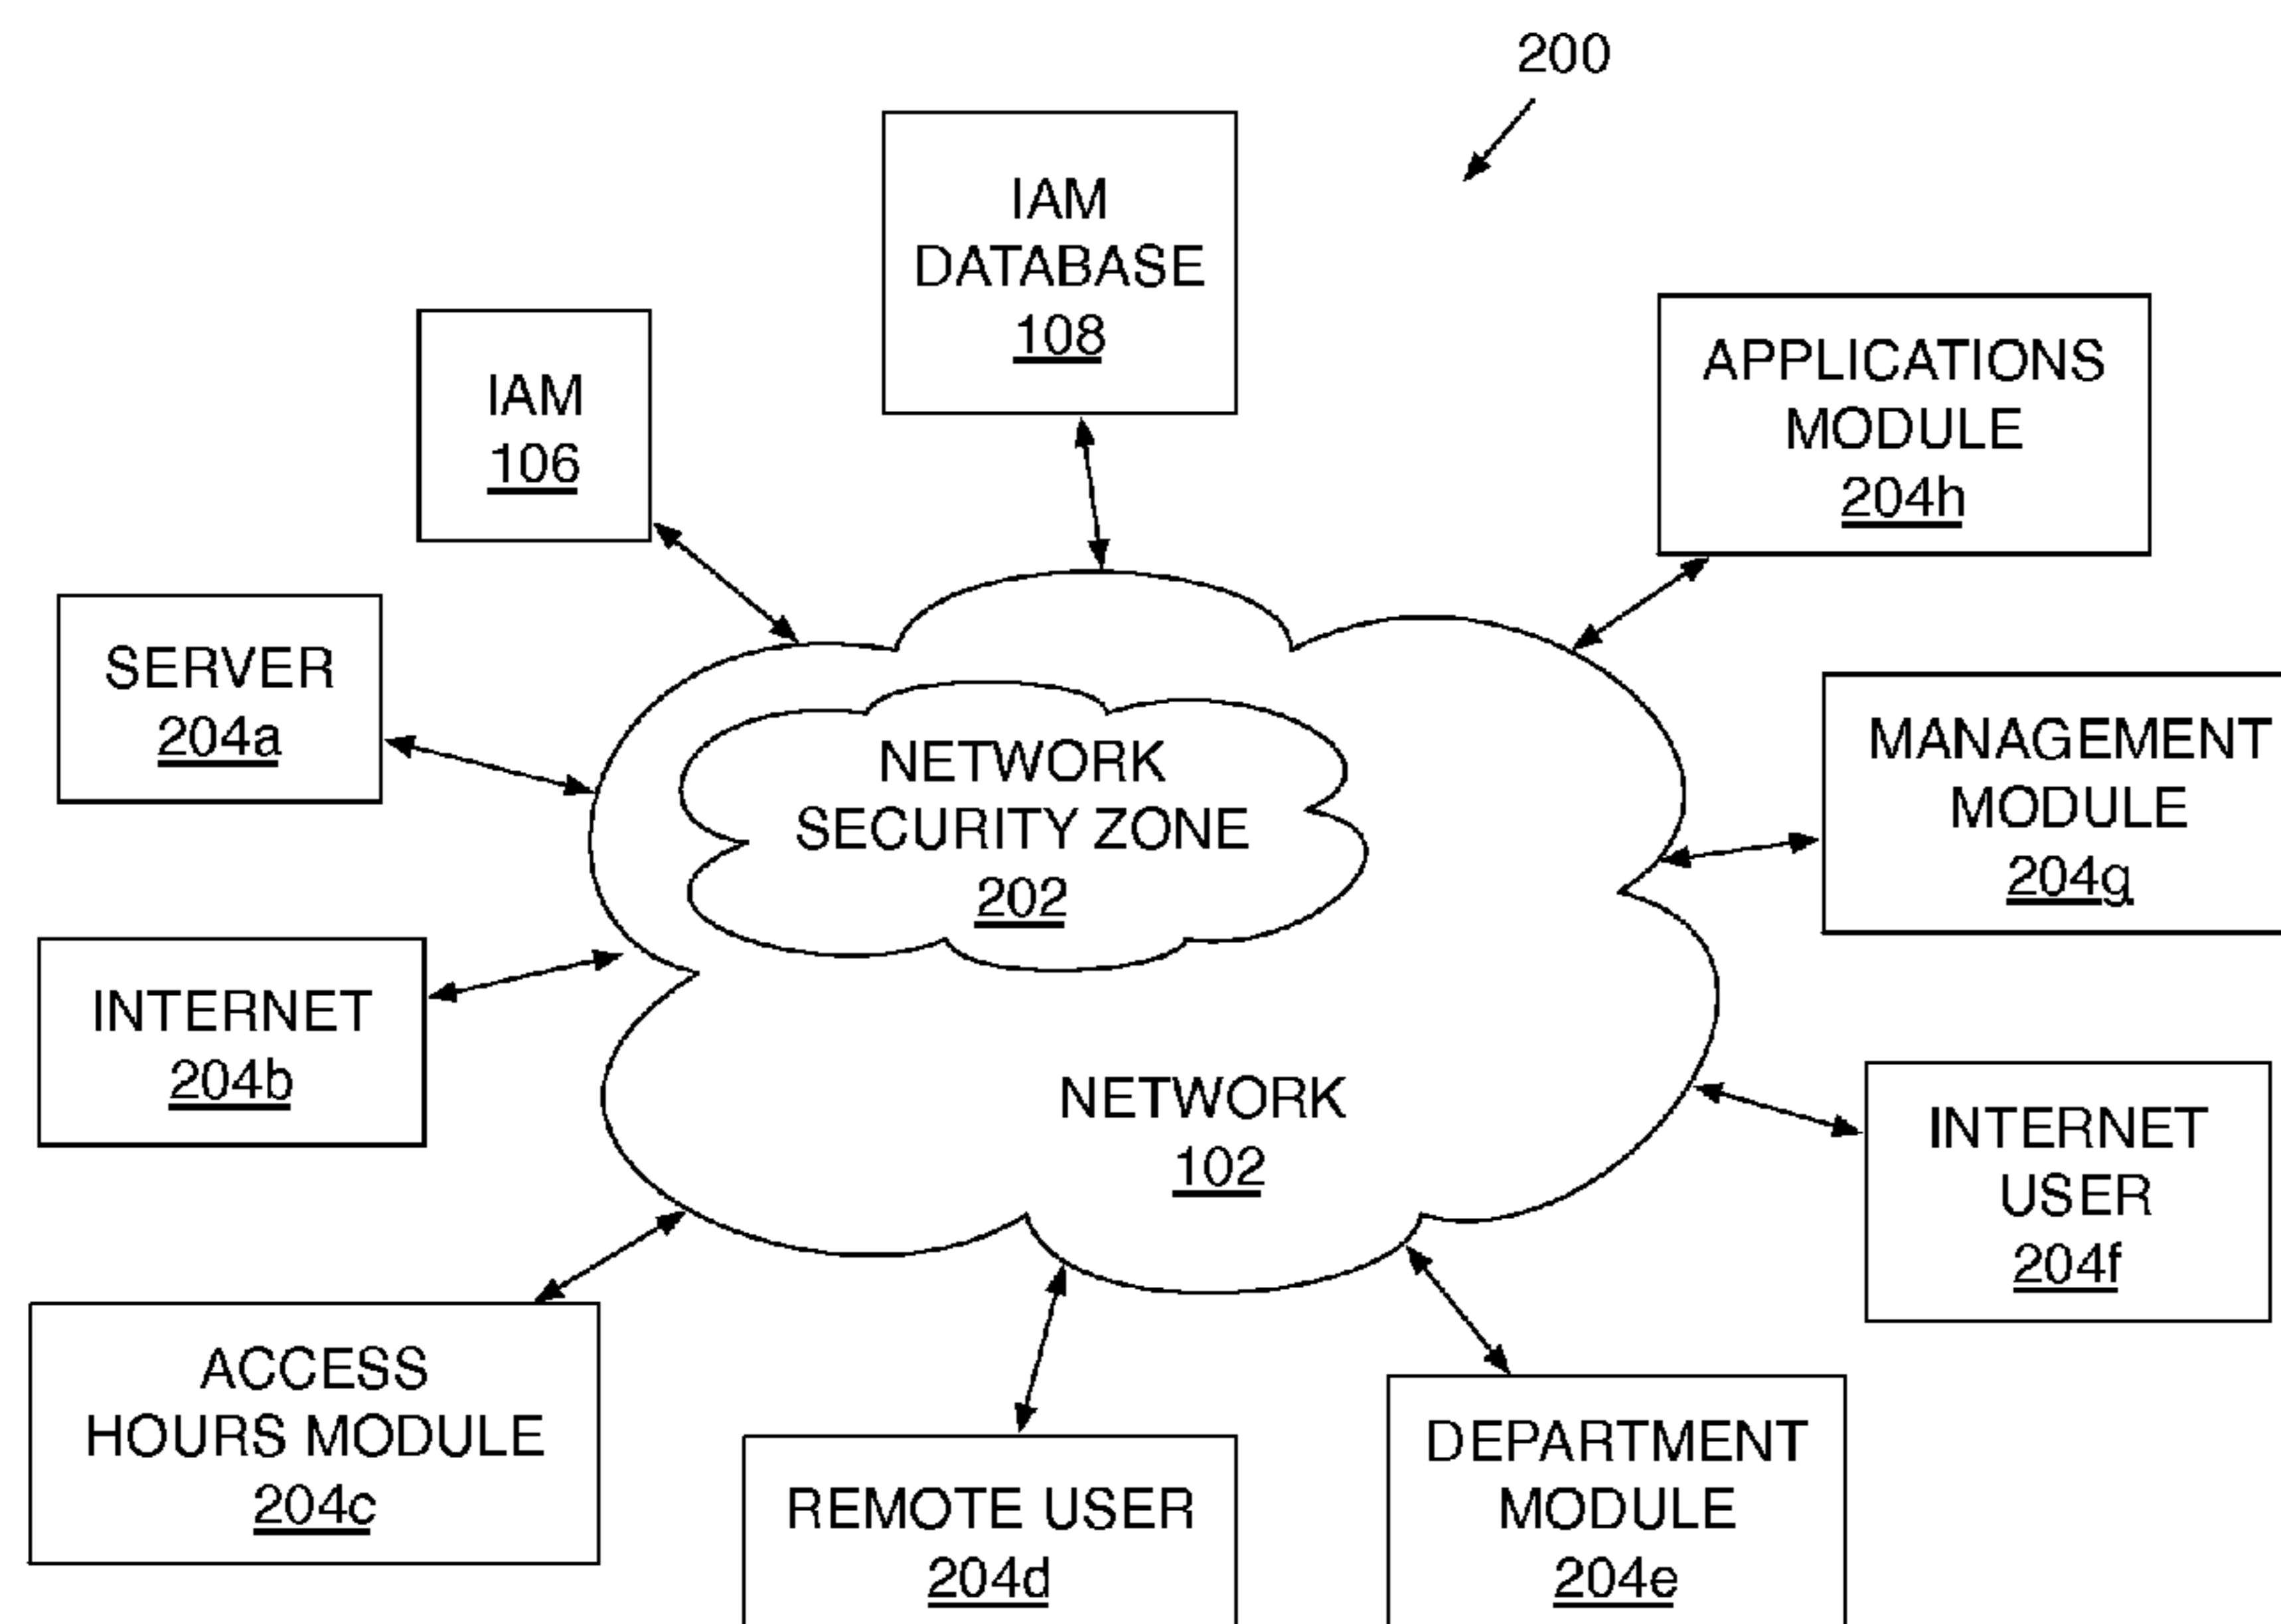 200
IAM
DATABASE
108
IAM
106
APPLICATIONS
MODULE
204h
SERVER
204a
MANAGEMENT
MODULE
204g
NETWORK
SECURITY ZONE
202
INTERNET
204b
NETWORK
102
INTERNET
USER
204f
ACCESS
HOURS MODULE
204c
REMOTE USER
204d
DEPARTMENT
MODULE
204e